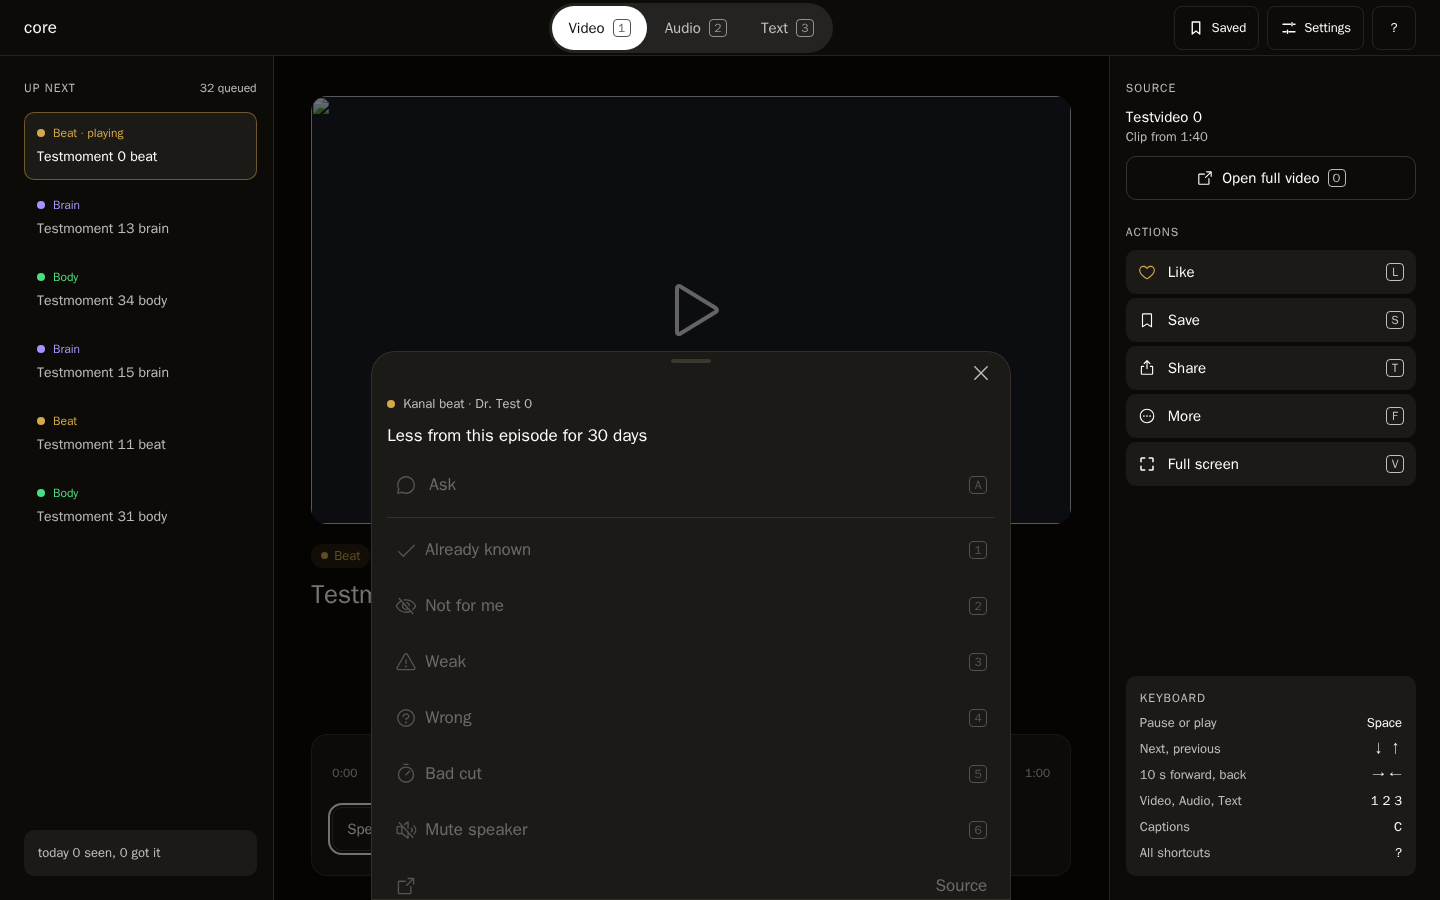 core
Video 1
Audio 2
Text 3
Saved
Settings
?
UP NEXT
32 queued
Beat · playing
Testmoment 0 beat
Brain
Testmoment 13 brain
Body
Testmoment 34 body
Brain
Testmoment 15 brain
Beat
Testmoment 11 beat
Body
Testmoment 31 body
today 0 seen, 0 got it
Kanal beat · Dr. Test 0
Less from this episode for 30 days
Ask A
Already known 1
Not for me 2
Weak 3
Wrong 4
Bad cut 5
Mute speaker 6
Source
Beat
Testm
0:00
1:00
Spe
SOURCE
Testvideo 0
Clip from 1:40
Open full video O
ACTIONS
Like L
Save S
Share T
More F
Full screen V
KEYBOARD
Pause or play Space
Next, previous ↓ ↑
10 s forward, back → ←
Video, Audio, Text 1 2 3
Captions C
All shortcuts ?